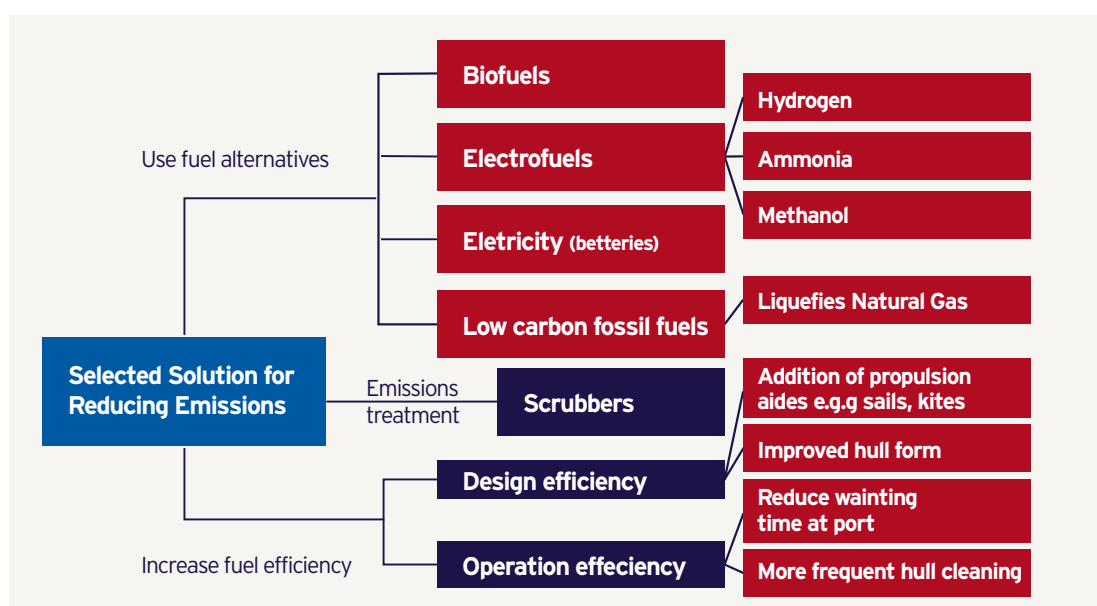 Selected Solution for
Reducing Emissions
Use fuel alternatives
Biofuels
Electrofuels
Hydrogen
Ammonia
Methanol
Eletricity (betteries)
Low carbon fossil fuels
Liquefies Natural Gas
Emissions
treatment
Scrubbers
Increase fuel efficiency
Design efficiency
Addition of propulsion
aides e.g.g sails, kites
Improved hull form
Operation effeciency
Reduce wainting
time at port
More frequent hull cleaning